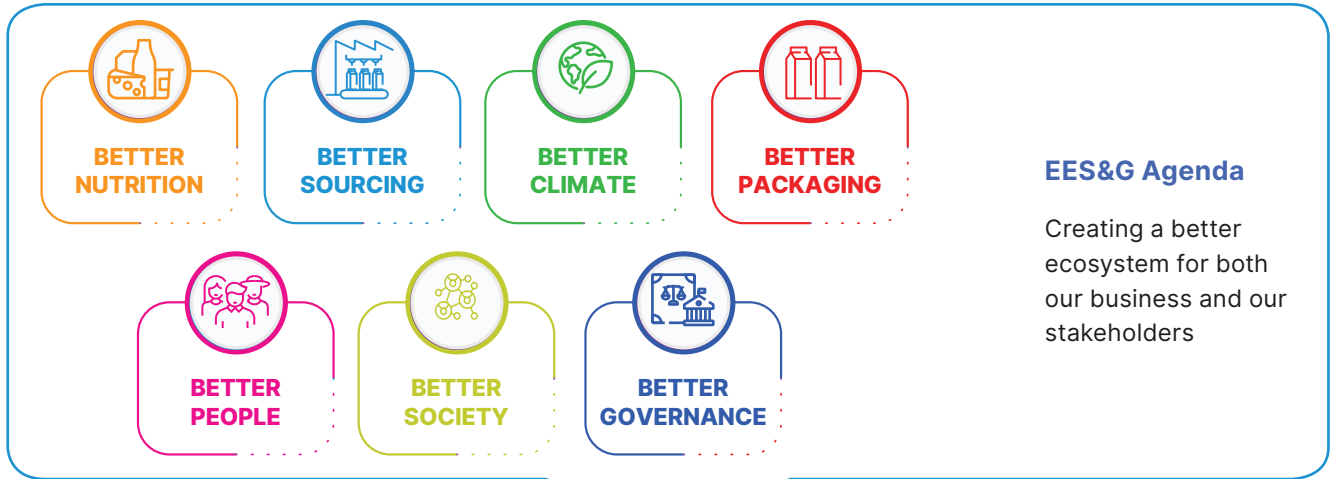 BETTER
NUTRITION
BETTER
SOURCING
BETTER
CLIMATE
BETTER
PACKAGING
BETTER
PEOPLE
BETTER
SOCIETY
BETTER
GOVERNANCE
EES&G Agenda
Creating a better
ecosystem for both
our business and our
stakeholders